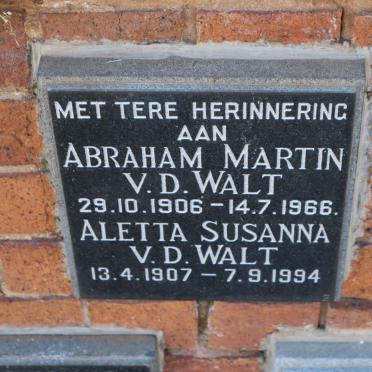 MET TERE HERINNERING
AAN
ABRAHAM MARTIN
V.D. WALT
29.10.1906 - 14.7.1966.
ALETTA SUSANNA
V.D. WALT
13.4.1907 - 7.9.1994